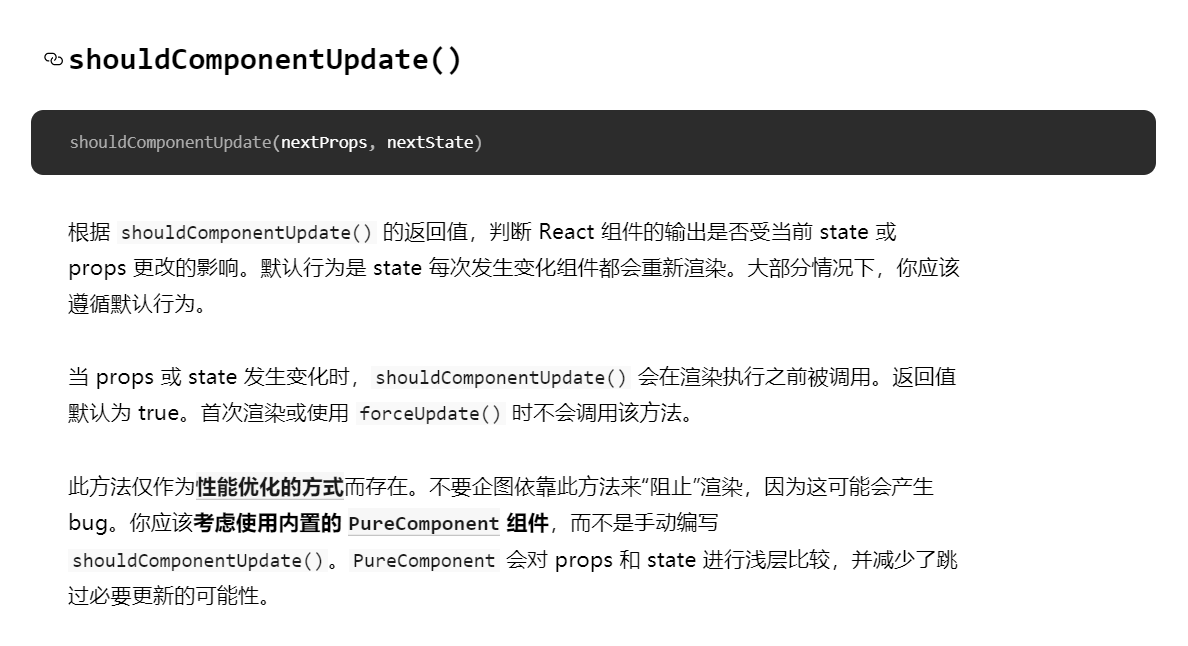 shouldComponentUpdate()
shouldComponentUpdate(nextProps, nextState)
根据 shouldComponentUpdate() 的返回值，判断 React 组件的输出是否受当前 state 或
props 更改的影响。默认行为是 state 每次发生变化组件都会重新渲染。大部分情况下，你应该
遵循默认行为。
当 props 或 state 发生变化时，shouldComponentUpdate() 会在渲染执行之前被调用。返回值
默认为 true。首次渲染或使用 forceUpdate() 时不会调用该方法。
此方法仅作为性能优化的方式而存在。不要企图依靠此方法来“阻止”渲染，因为这可能会产生
bug。你应该考虑使用内置的 PureComponent 组件，而不是手动编写
shouldComponentUpdate()。PureComponent 会对 props 和 state 进行浅层比较，并减少了跳
过必要更新的可能性。